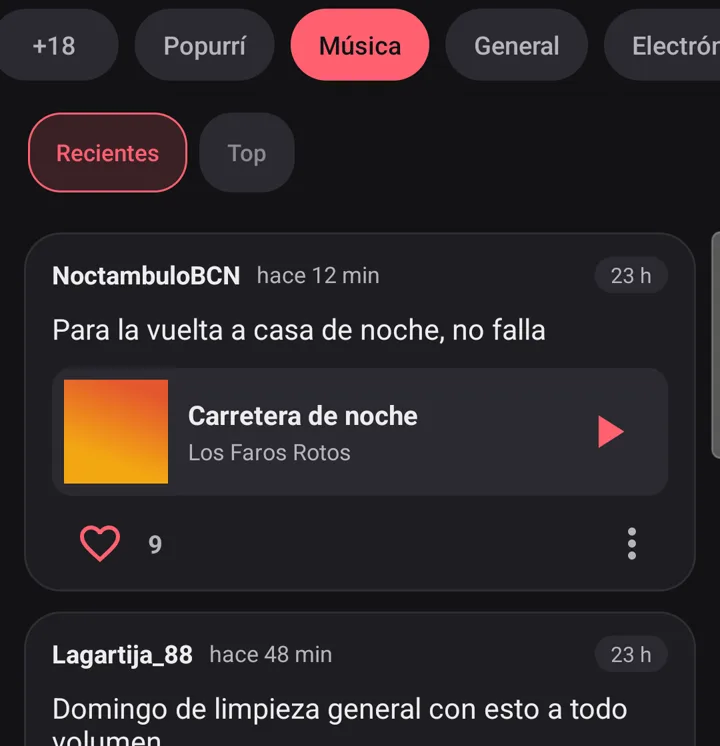 +18 Popurrí Música General Electrón
Recientes Top
NoctambuloBCN hace 12 min 23 h
Para la vuelta a casa de noche, no falla
Carretera de noche
Los Faros Rotos
9
Lagartija_88 hace 48 min 23 h
Domingo de limpieza general con esto a todo
volumen